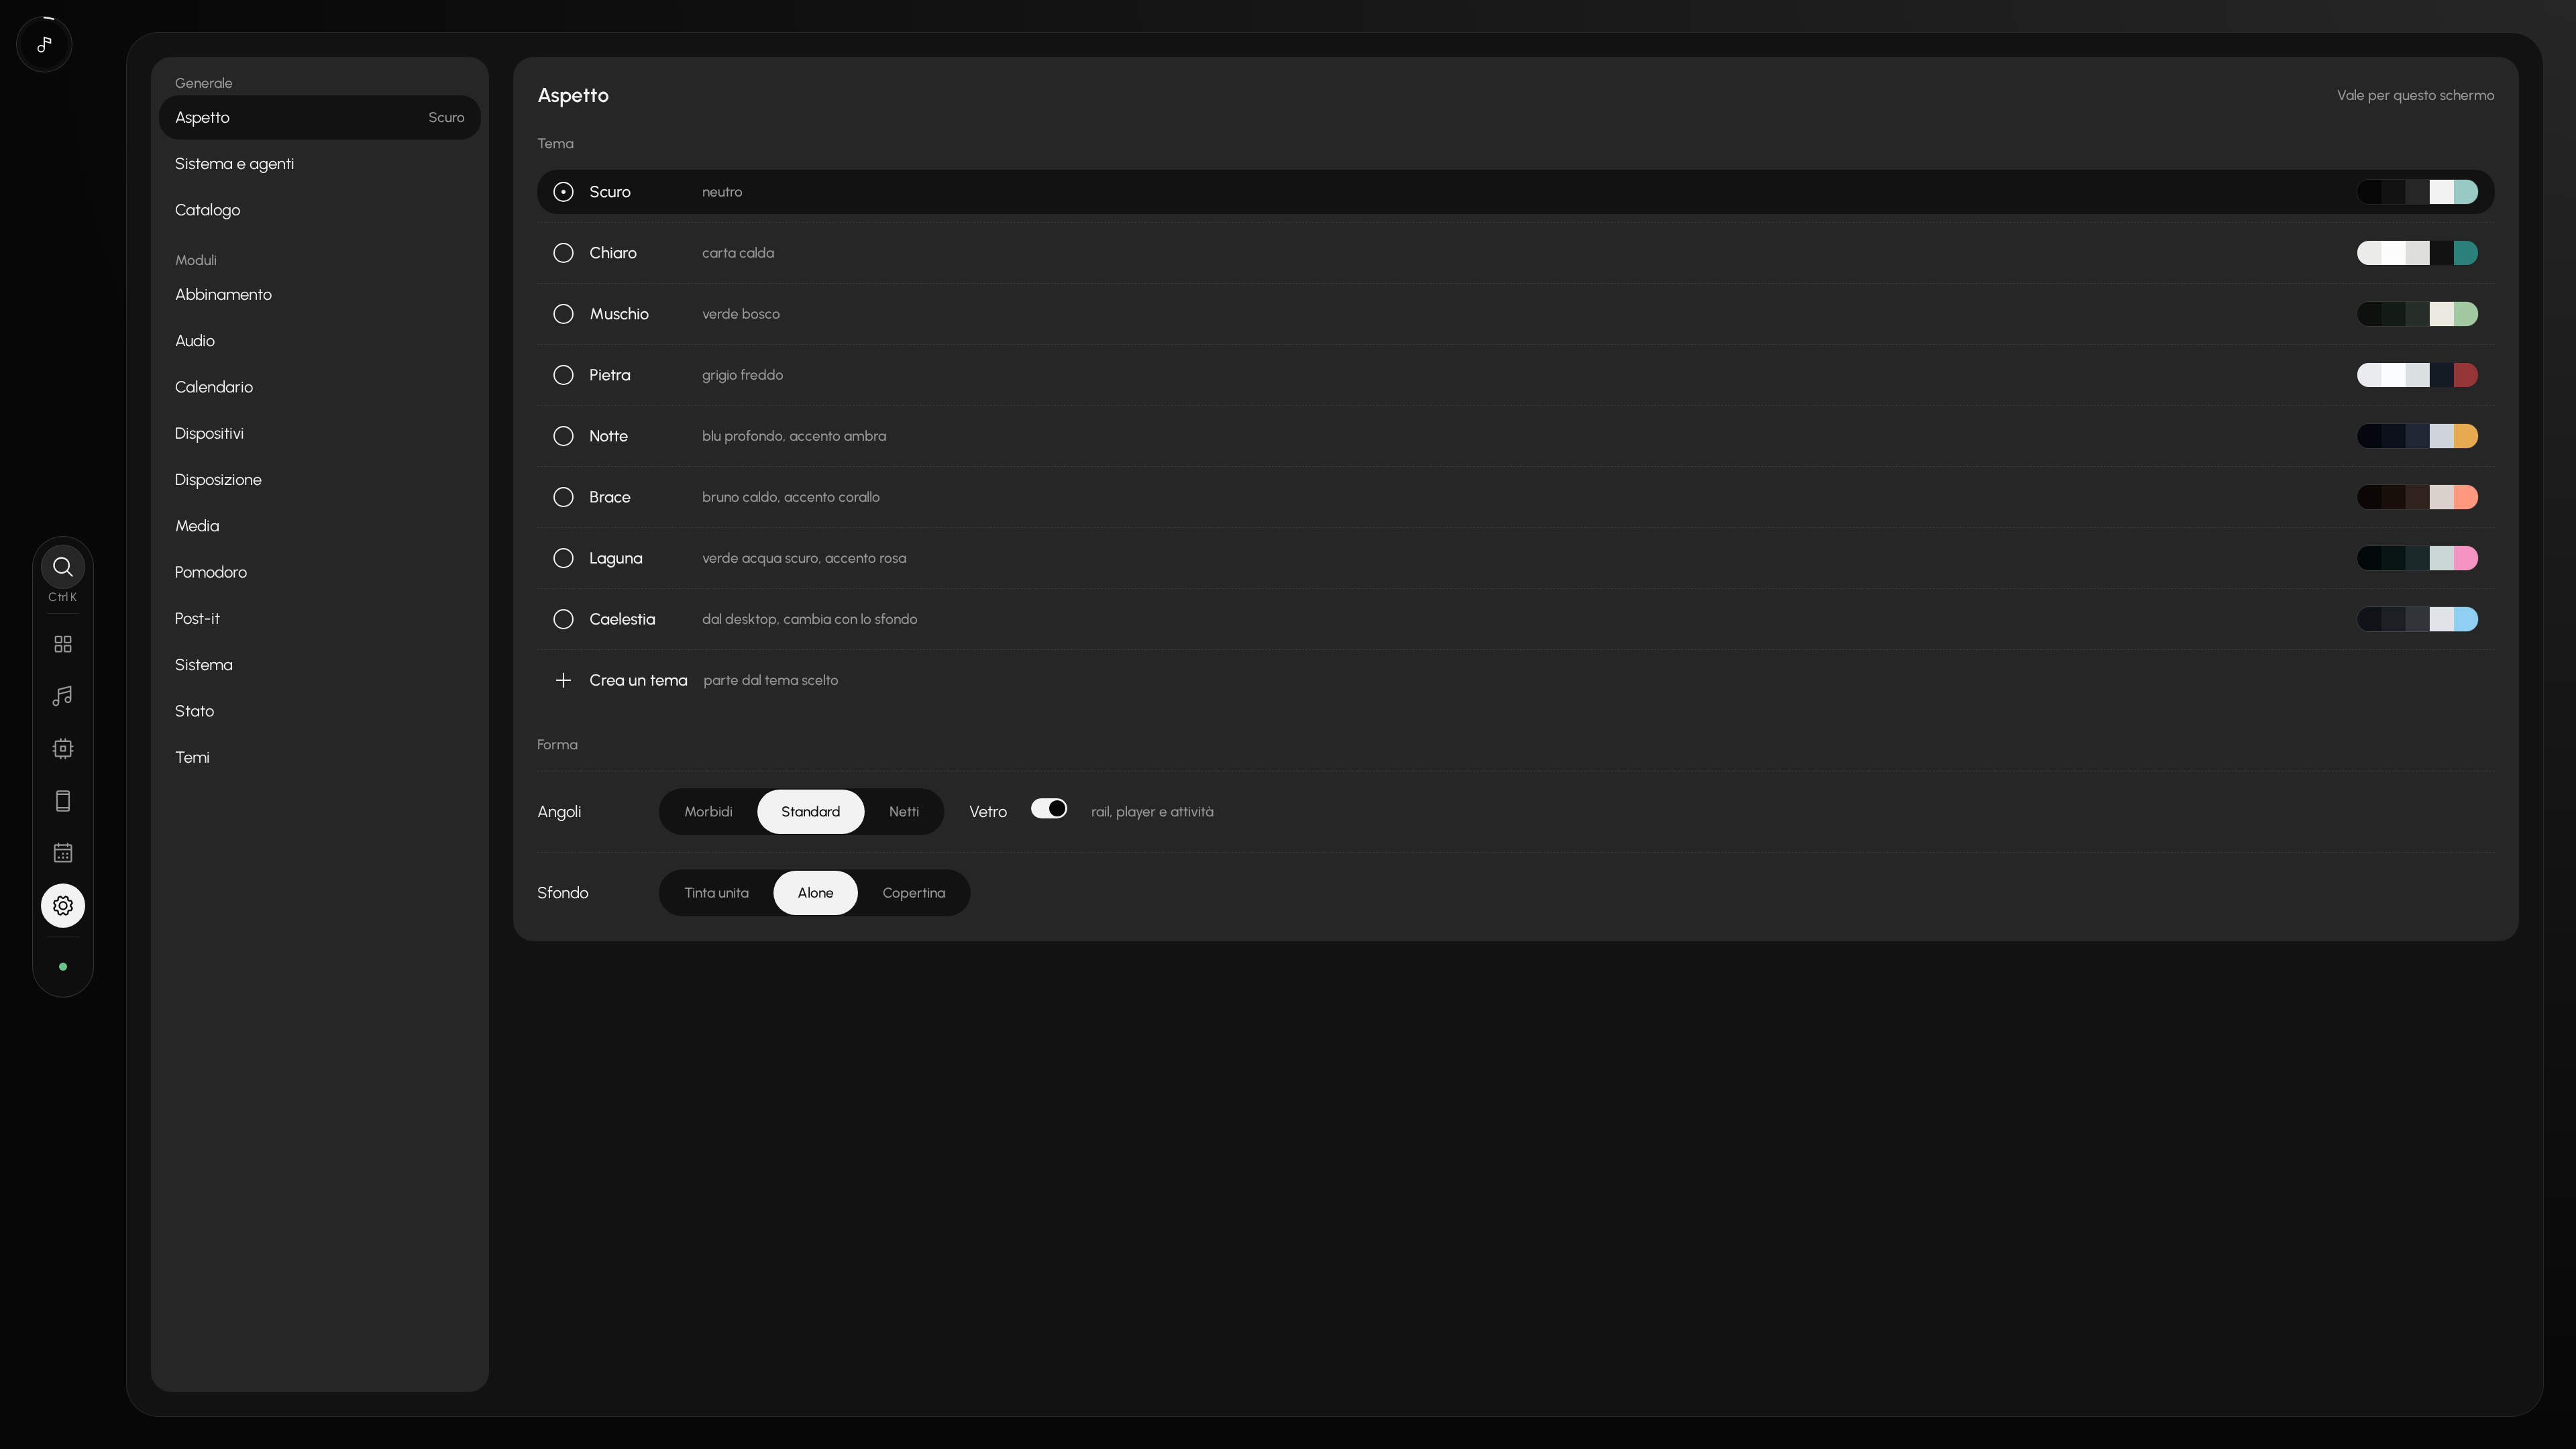 Generale
Aspetto Scuro
Sistema e agenti
Catalogo
Moduli
Abbinamento
Audio
Calendario
Dispositivi
Disposizione
Media
Pomodoro
Post-it
Sistema
Stato
Temi
Ctrl K
Aspetto Vale per questo schermo
Tema
Scuro neutro
Chiaro carta calda
Muschio verde bosco
Pietra grigio freddo
Notte blu profondo, accento ambra
Brace bruno caldo, accento corallo
Laguna verde acqua scuro, accento rosa
Caelestia dal desktop, cambia con lo sfondo
Crea un tema parte dal tema scelto
Forma
Angoli Morbidi Standard Netti Vetro rail, player e attività
Sfondo Tinta unita Alone Copertina